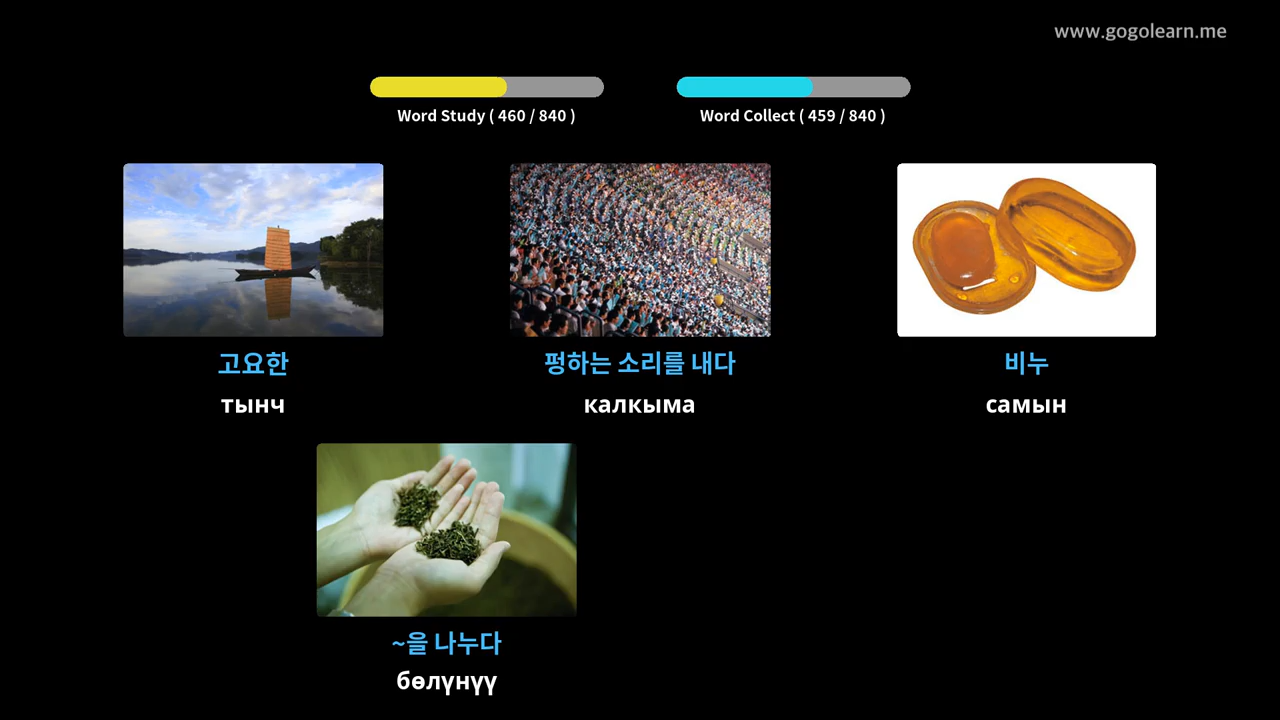 www.gogolearn.me
Word Study ( 460 / 840 )
Word Collect ( 459 / 840 )
고요한
펑하는 소리를 내다
비누
тынч
калкыма
самын
~을 나누다
бөлүнүү